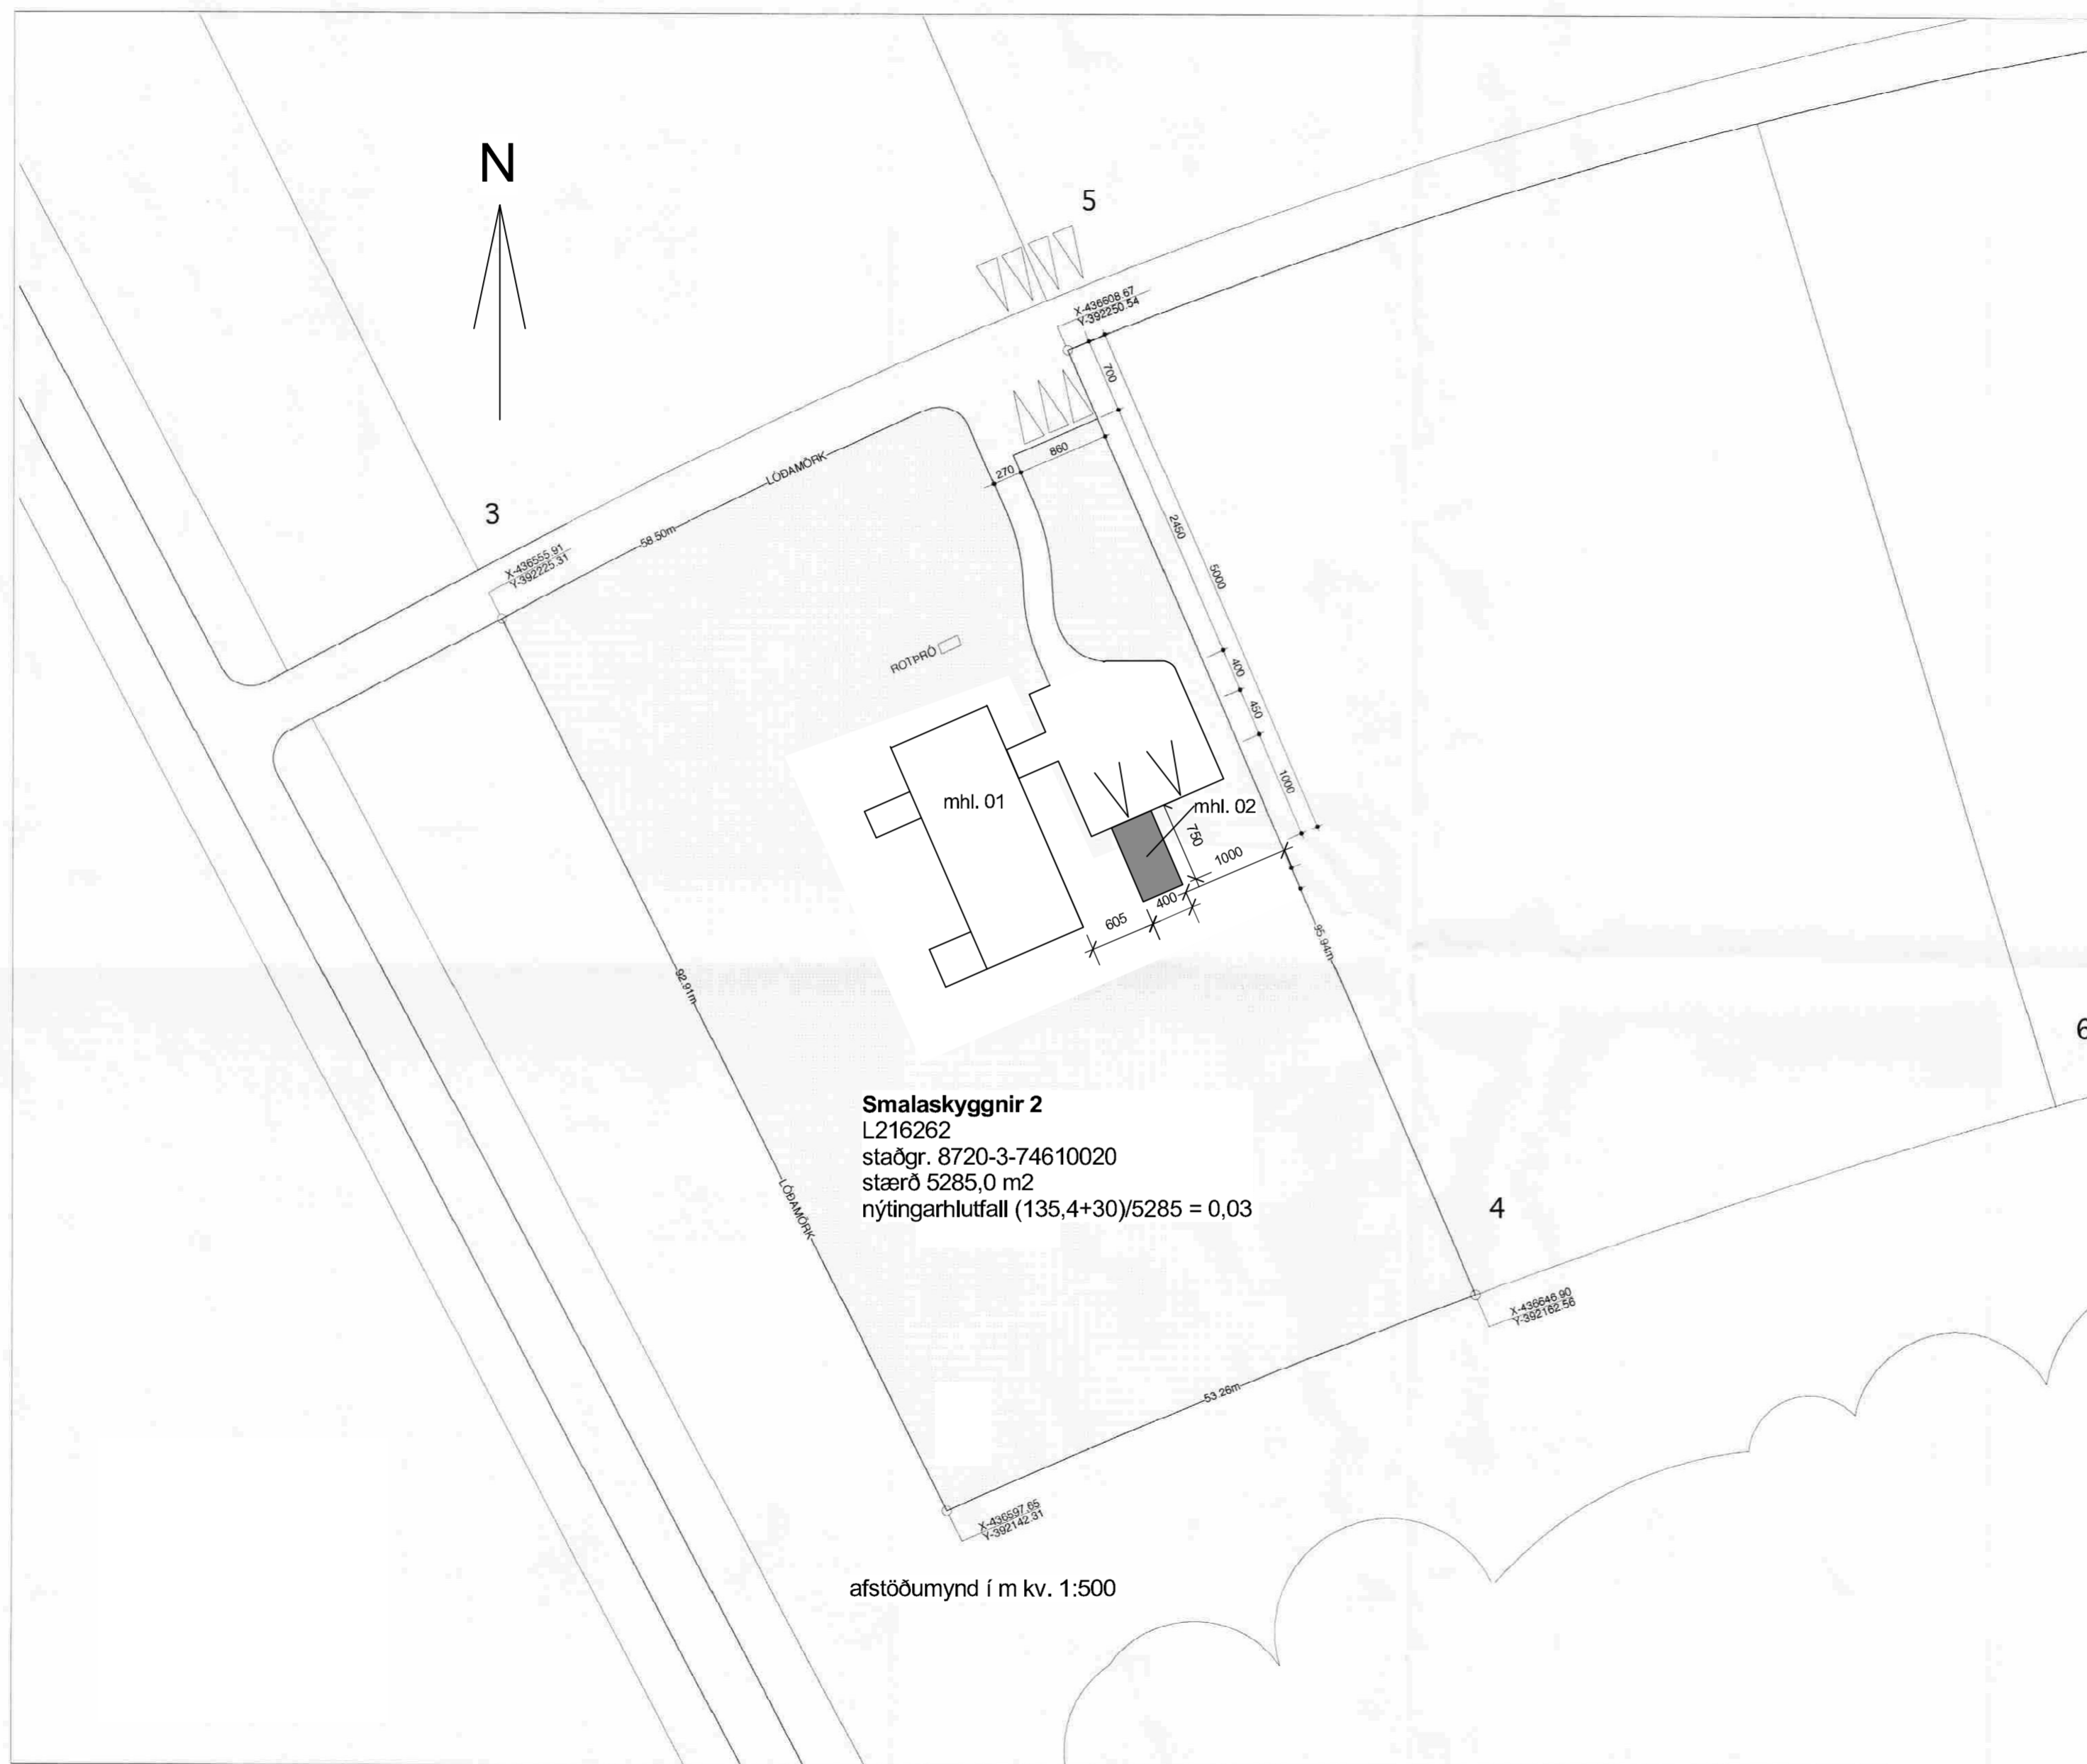 N
5
X-436608.67
Y-392250.54
700
860
270
LÓÐAMÖRK
3
58.50m
2450
X-436555.91
Y-392225.31
5000
ROTÞRÓ
400
450
1000
mhl. 01
mhl. 02
750
1000
400
605
95.94m
92.91m
6
Smalaskyggnir 2
L216262
staðgr. 8720-3-74610020
stærð 5285,0 m2
nýtingarhlutfall (135,4+30)/5285 = 0,03
LÓÐAMÖRK
4
X-436646.90
Y-392162.56
53.26m
X-436597.65
Y-392142.31
afstöðumynd í m kv. 1:500